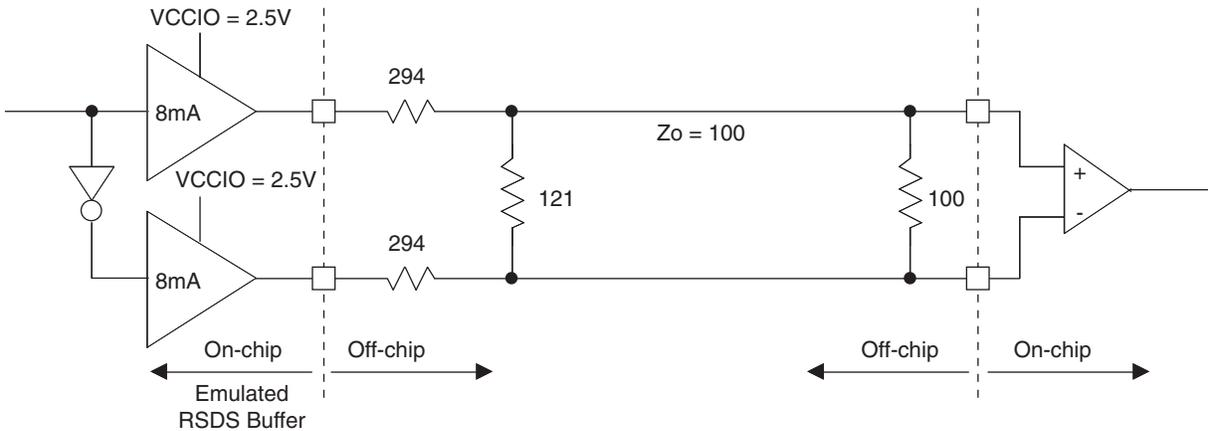 VCCIO = 2.5V
294
8mA
Zo = 100
VCCIO = 2.5V
+
121
100
-
294
8mA
On-chip
Off-chip
Off-chip
On-chip
Emulated
RSDS Buffer